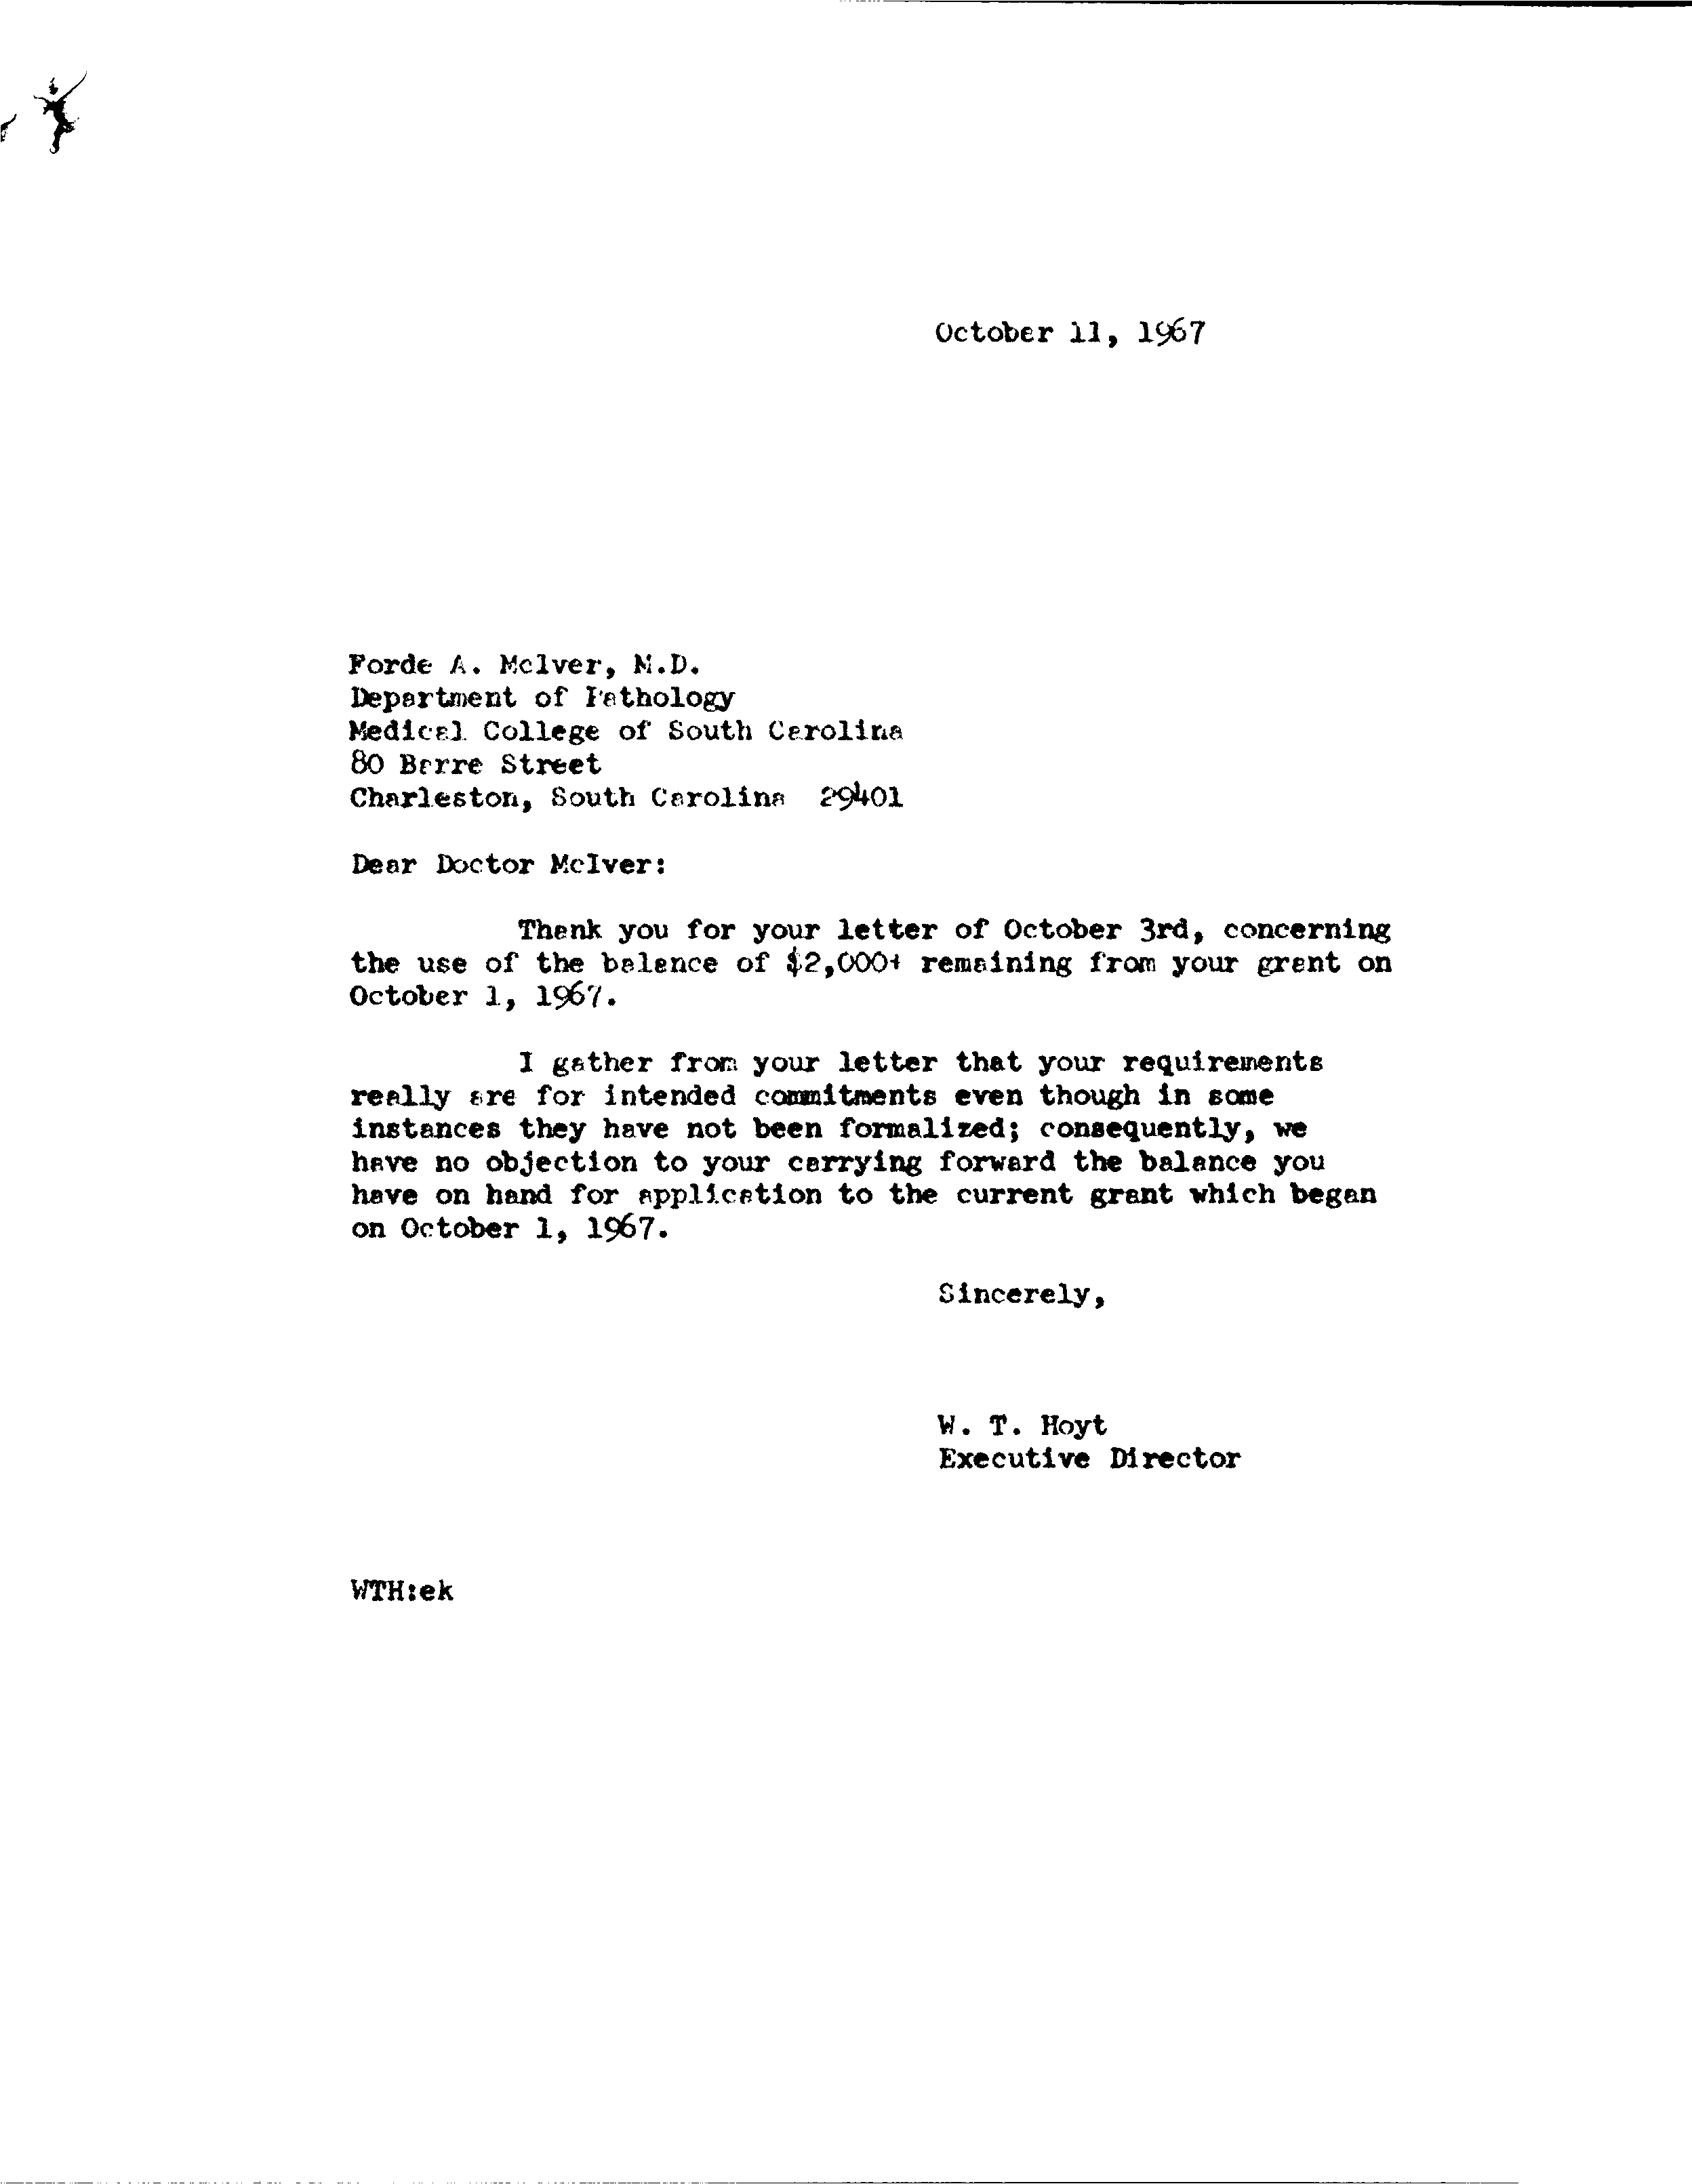 October 11, 1967
Forde A. McIver, M.D.
Department of Pathology
Medical College of South Carolina
80 Barre Street
Charleston, South Carolina  29401
Dear Doctor McIver:
Thank you for your letter of October 3rd, concerning
the use of the balance of $2,000+ remaining from your grant on
October 1, 1967.
I gather from your letter that your requirements
really are for intended commitments even though in some
instances they have not been formalized; consequently, we
have no objection to your carrying forward the balance you
have on hand for application to the current grant which began
on October 1, 1967.
Sincerely,
W. T. Hoyt
Executive Director
WTH:ek